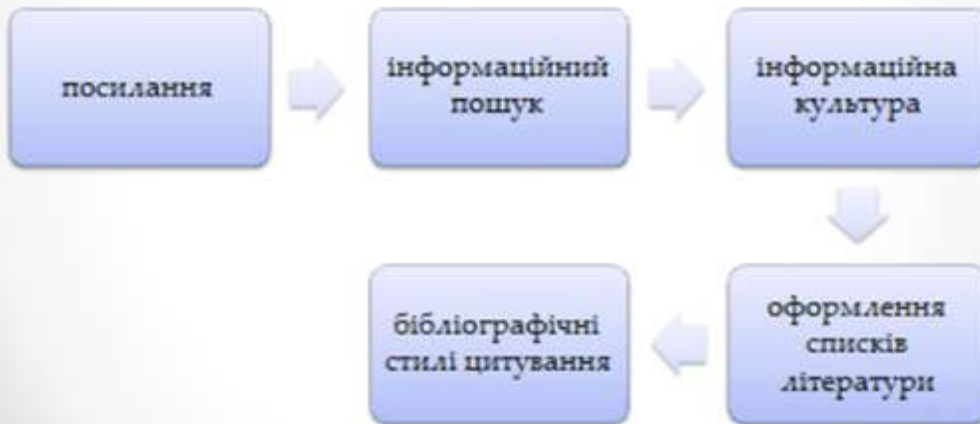 посилання
інформаційний
пошук
інформаційна
культура
оформлення
списків
літератури
бібліографічні
стилі цитування